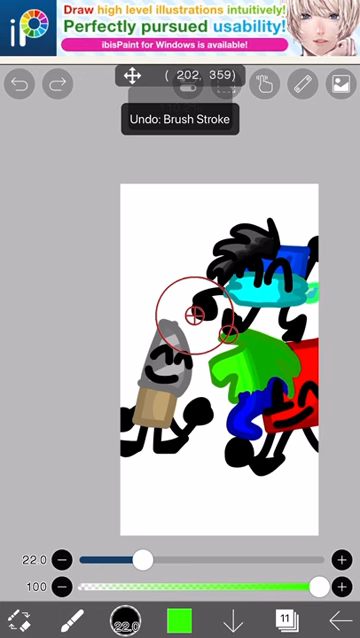 Draw high level illustrations intuitively!
Perfectly pursued usability!
ibisPaint for Windows is available!
( 202, 359)
Undo: Brush Stroke
22.0
100
22.0
11